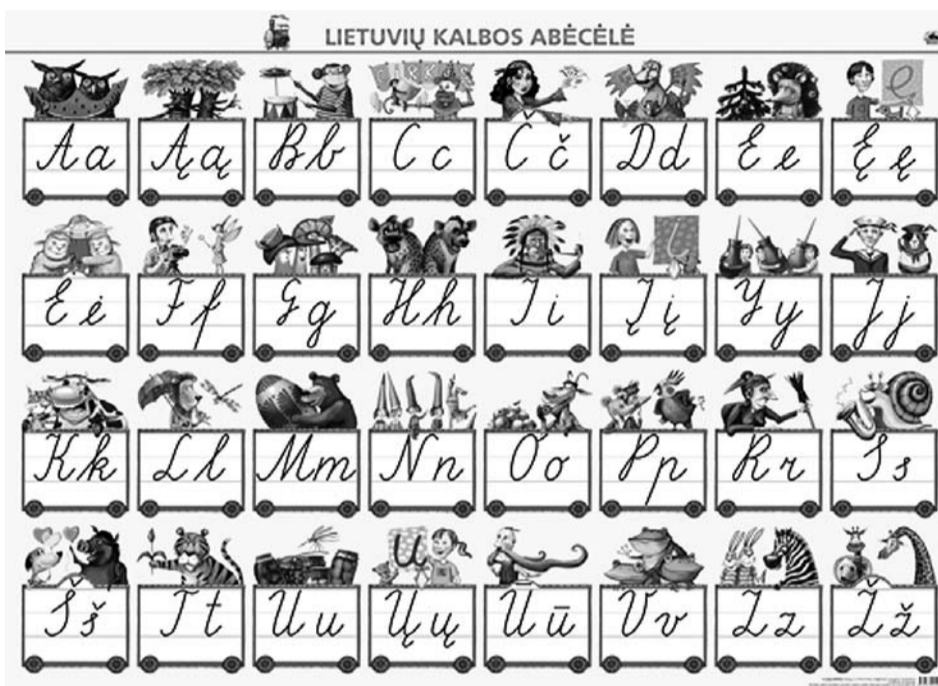 LIETUVIŲ KALBOS ABĖCĖLĖ
Aa Ąą Bb Cc Čč Dd Ee Ęę
Ėė Ff Gg Hh Ii Įį Yy Jj
Kk Ll Mm Nn Oo Pp Rr Ss
Šš Tt Uu Ųų Ūū Vv Zz Žž